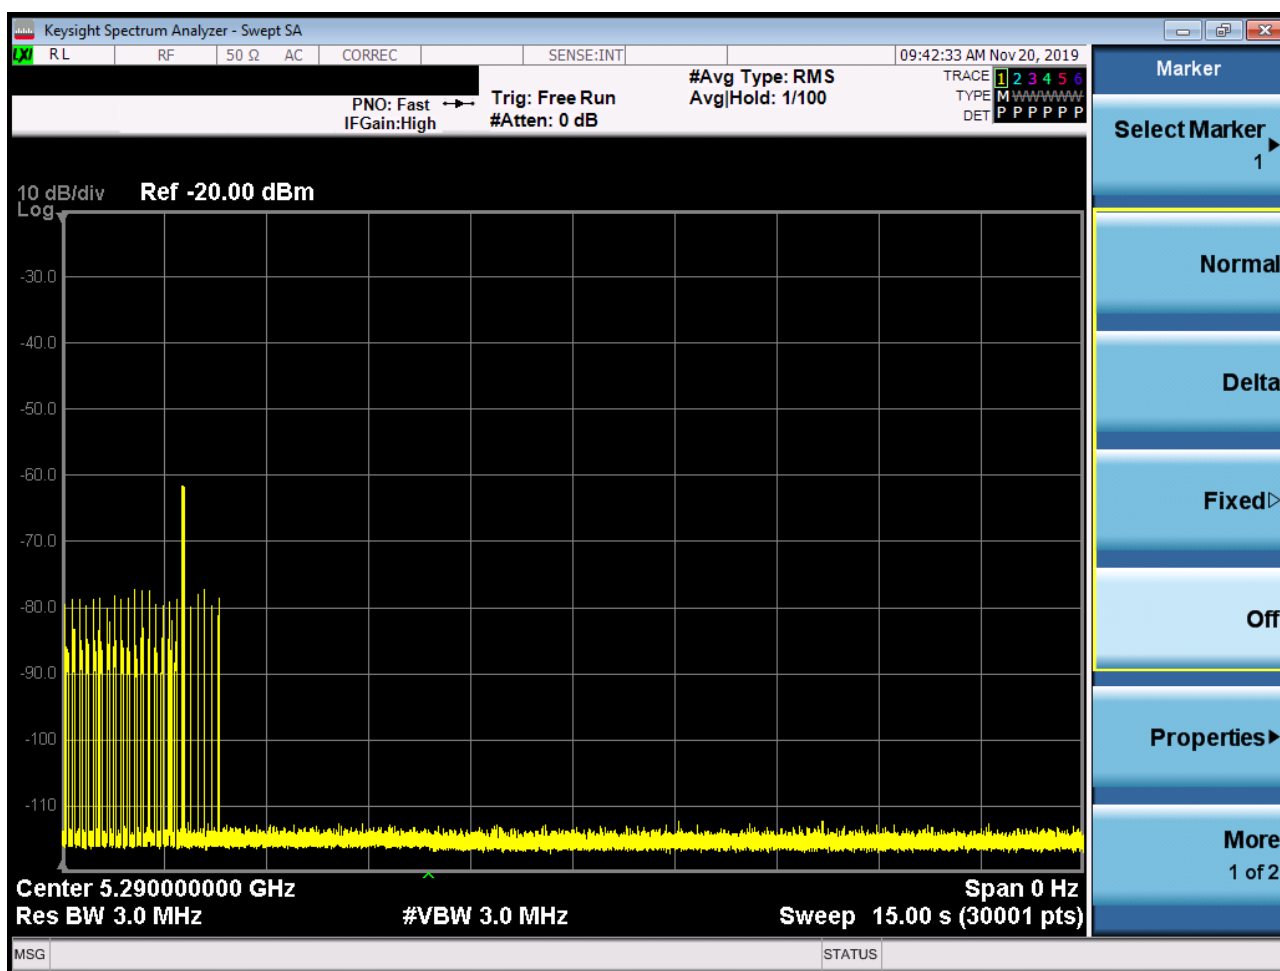 Keysight Spectrum Analyzer - Swept SA
LXI RL RF 50 Ω AC CORREC SENSE:INT 09:42:33 AM Nov 20, 2019
PNO: Fast
IFGain:High
Trig: Free Run
#Atten: 0 dB
#Avg Type: RMS
Avg|Hold: 1/100
TRACE 1 2 3 4 5 6
TYPE M WWWWW
DET P P P P P P
10 dB/div Ref -20.00 dBm
Log
-30.0
-40.0
-50.0
-60.0
-70.0
-80.0
-90.0
-100
-110
Center 5.290000000 GHz Span 0 Hz
Res BW 3.0 MHz #VBW 3.0 MHz Sweep 15.00 s (30001 pts)
MSG STATUS
Marker
Select Marker
1
Normal
Delta
Fixed
Off
Properties
More
1 of 2